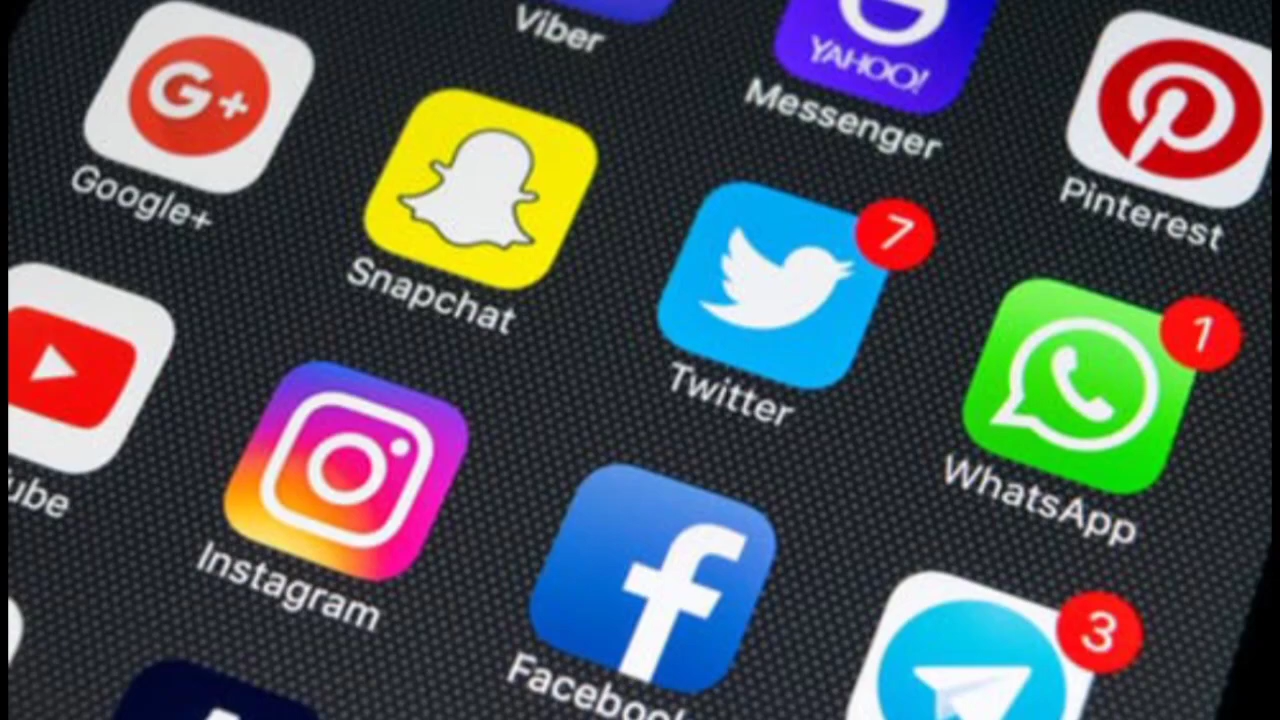 Viber
YAHOO!
Messenger
G+
Google+
Snapchat
7
Twitter
Pinterest
1
WhatsApp
ube
Instagram
f
Facebook
3